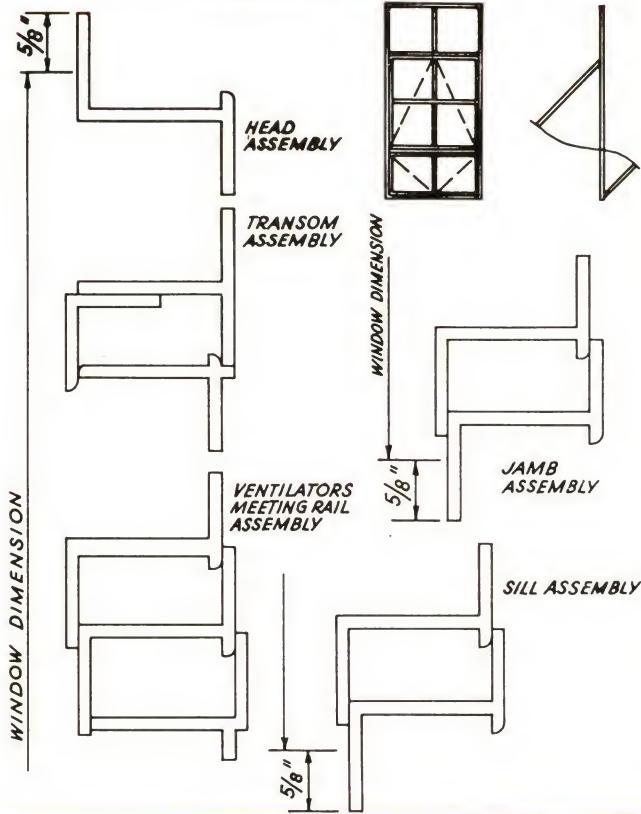 5/8"
HEAD
ASSEMBLY
TRANSOM
ASSEMBLY
WINDOW DIMENSION
5/8"
JAMB
ASSEMBLY
VENTILATORS
MEETING RAIL
ASSEMBLY
SILL ASSEMBLY
WINDOW DIMENSION
5/8"